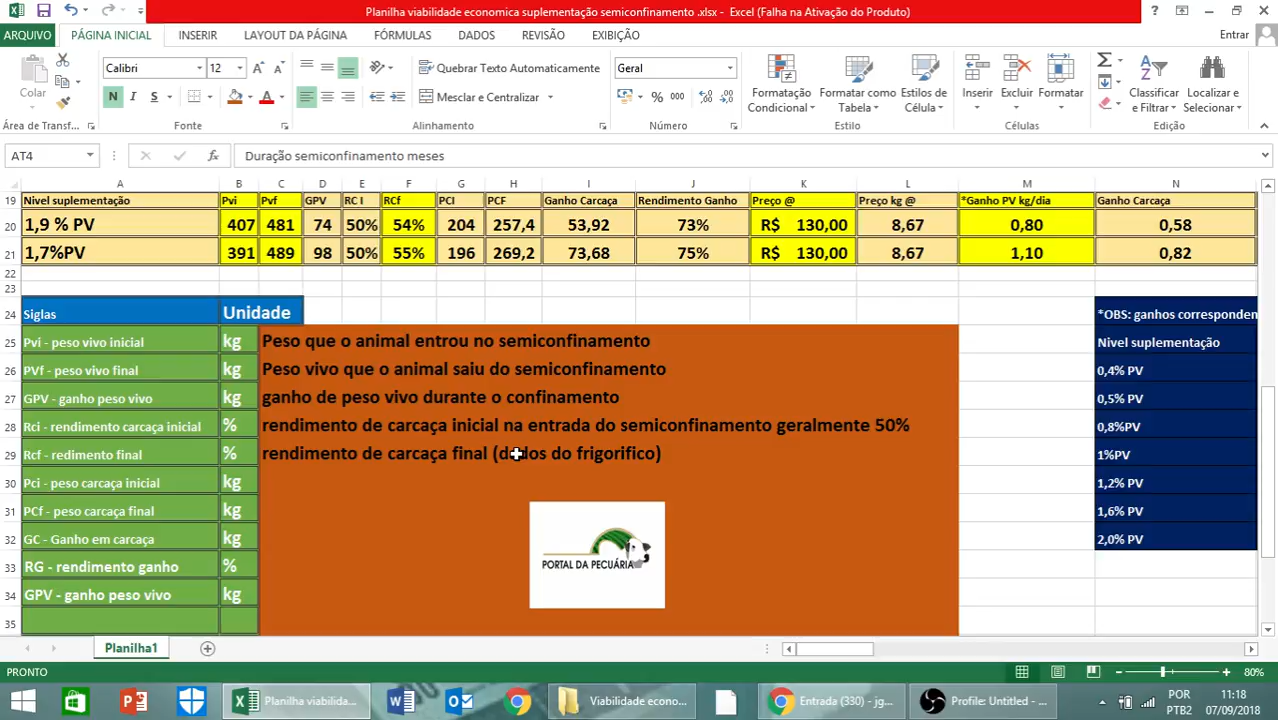 Planilha viabilidade economica suplementação semiconfinamento .xlsx - Excel (Falha na Ativação do Produto)
ARQUIVO PÁGINA INICIAL INSERIR LAYOUT DA PÁGINA FÓRMULAS DADOS REVISÃO EXIBIÇÃO Entrar
Colar
Calibri 12
N I S
Quebrar Texto Automaticamente
Mesclar e Centralizar
Geral
% 000
Formatação Condicional
Formatar como Tabela
Estilos de Célula
Inserir Excluir Formatar
Classificar e Filtrar
Localizar e Selecionar
Área de Transf... Fonte Alinhamento Número Estilo Células Edição
AT4 fx Duração semiconfinamento meses
A B C D E F G H I J K L M N
19 Nivel suplementação Pvi Pvf GPV RC I RCf PCI PCF Ganho Carcaça Rendimento Ganho Preço @ Preço kg @ *Ganho PV kg/dia Ganho Carcaça
20 1,9 % PV 407 481 74 50% 54% 204 257,4 53,92 73% R$ 130,00 8,67 0,80 0,58
21 1,7%PV 391 489 98 50% 55% 196 269,2 73,68 75% R$ 130,00 8,67 1,10 0,82
22
23
24 Siglas Unidade *OBS: ganhos corresponden
25 Pvi - peso vivo inicial kg Peso que o animal entrou no semiconfinamento Nivel suplementação
26 PVf - peso vivo final kg Peso vivo que o animal saiu do semiconfinamento 0,4% PV
27 GPV - ganho peso vivo kg ganho de peso vivo durante o confinamento 0,5% PV
28 Rci - rendimento carcaça inicial % rendimento de carcaça inicial na entrada do semiconfinamento geralmente 50% 0,8%PV
29 Rcf - redimento final % rendimento de carcaça final (dados do frigorifico) 1%PV
30 Pci - peso carcaça inicial kg 1,2% PV
31 PCf - peso carcaça final kg 1,6% PV
32 GC - Ganho em carcaça kg 2,0% PV
33 RG - rendimento ganho %
34 GPV - ganho peso vivo kg
35
PORTAL DA PECUÁRIA
Planilha1
PRONTO 80%
Planilha viabilida... Viabilidade econo... Entrada (330) - jg... Profile: Untitled - ...
POR PTB2
11:18 07/09/2018